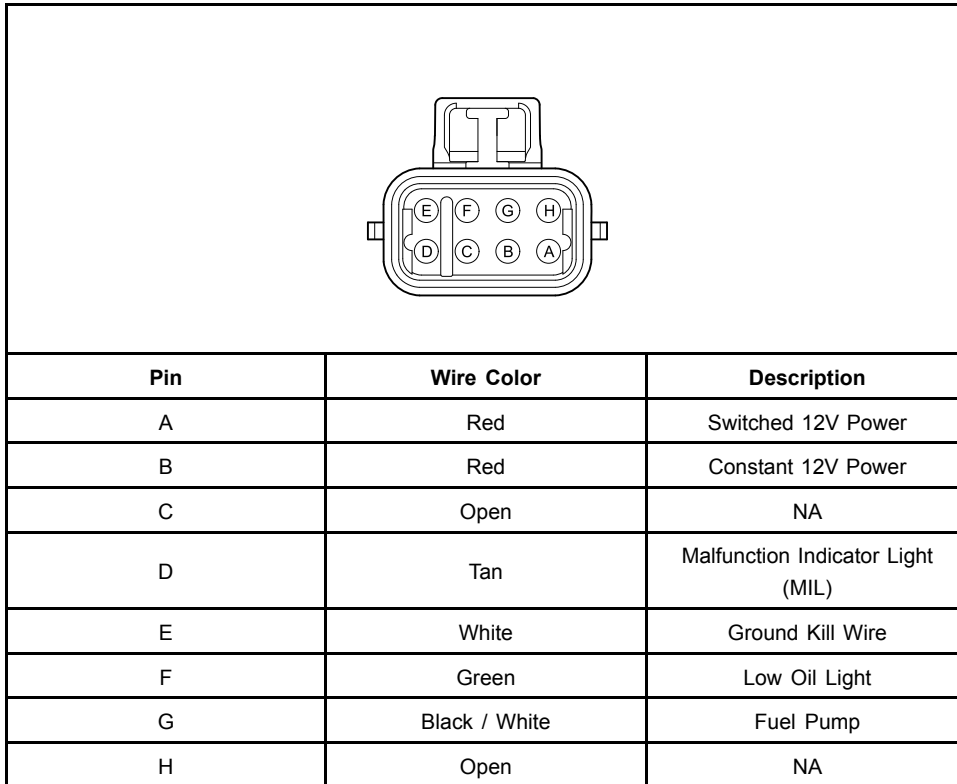 E F G H
D C B A
Pin Wire Color Description
A Red Switched 12V Power
B Red Constant 12V Power
C Open NA
D Tan Malfunction Indicator Light
(MIL)
E White Ground Kill Wire
F Green Low Oil Light
G Black / White Fuel Pump
H Open NA